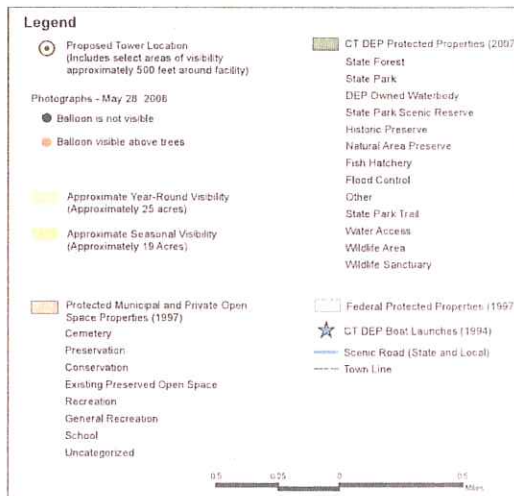 Legend
Proposed Tower Location
(Includes select areas of visibility
approximately 500 feet around facility)
Photographs - May 28 2008
Balloon is not visible
Balloon visible above trees
Approximate Year-Round Visibility
(Approximately 25 acres)
Approximate Seasonal Visibility
(Approximately 19 Acres)
Protected Municipal and Private Open
Space Properties (1997)
Cemetery
Preservation
Conservation
Existing Preserved Open Space
Recreation
General Recreation
School
Uncategorized
CT DEP Protected Properties (2007
State Forest
State Park
DEP Owned Waterbody
State Park Scenic Reserve
Historic Preserve
Natural Area Preserve
Fish Hatchery
Flood Control
Other
State Park Trail
Water Access
Wildlife Area
Wildlife Sanctuary
Federal Protected Properties (1997
CT DEP Boat Launches (1994)
Scenic Road (State and Local)
Town Line
0.5 0.25 0 0.5
Miles